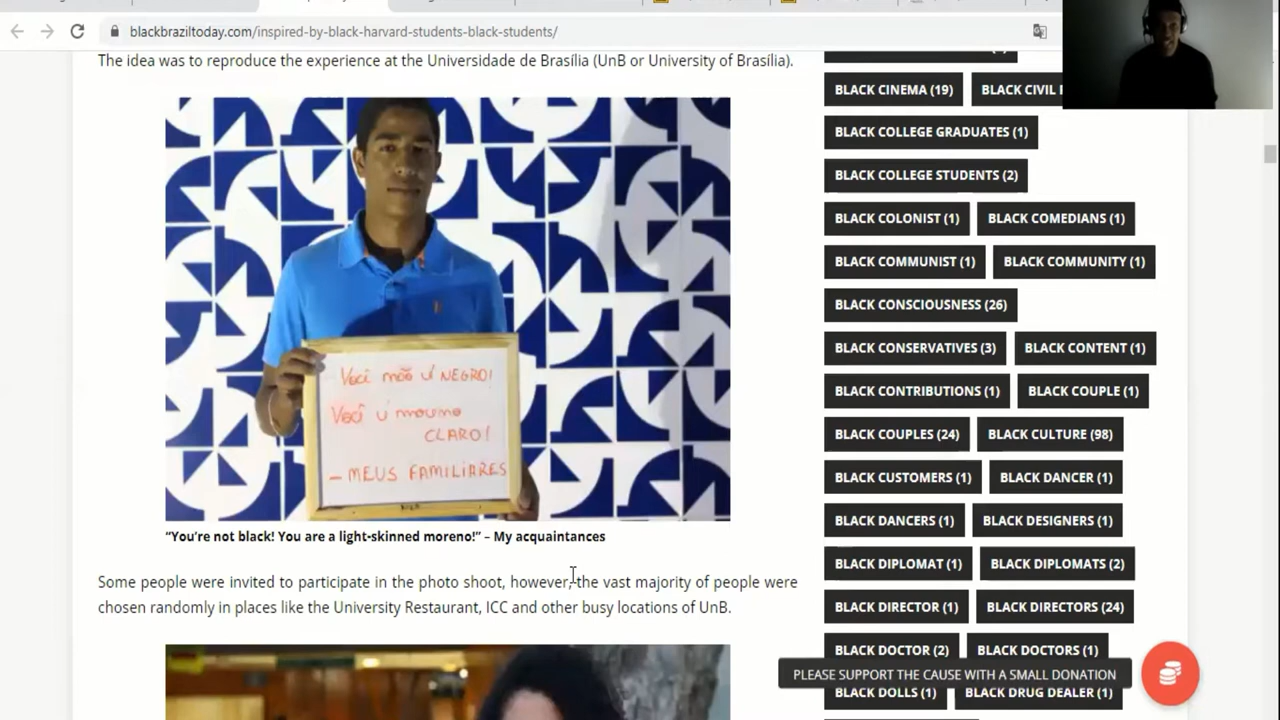 blackbraziltoday.com/inspired-by-black-harvard-students-black-students/
The idea was to reproduce the experience at the Universidade de Brasília (UnB or University of Brasília).
Você não é NEGRO!
Você é moreno
CLARO!
- MEUS FAMILIARES
"You're not black! You are a light-skinned moreno!" – My acquaintances
Some people were invited to participate in the photo shoot, however, the vast majority of people were
chosen randomly in places like the University Restaurant, ICC and other busy locations of UnB.
BLACK CINEMA (19)
BLACK COLLEGE GRADUATES (1)
BLACK COLLEGE STUDENTS (2)
BLACK COLONIST (1) BLACK COMEDIANS (1)
BLACK COMMUNIST (1) BLACK COMMUNITY (1)
BLACK CONSCIOUSNESS (26)
BLACK CONSERVATIVES (3) BLACK CONTENT (1)
BLACK CONTRIBUTIONS (1) BLACK COUPLE (1)
BLACK COUPLES (24) BLACK CULTURE (98)
BLACK CUSTOMERS (1) BLACK DANCER (1)
BLACK DANCERS (1) BLACK DESIGNERS (1)
BLACK DIPLOMAT (1) BLACK DIPLOMATS (2)
BLACK DIRECTOR (1) BLACK DIRECTORS (24)
BLACK DOCTOR (2) BLACK DOCTORS (1)
PLEASE SUPPORT THE CAUSE WITH A SMALL DONATION
BLACK DOLLS (1) BLACK DRUG DEALER (1)